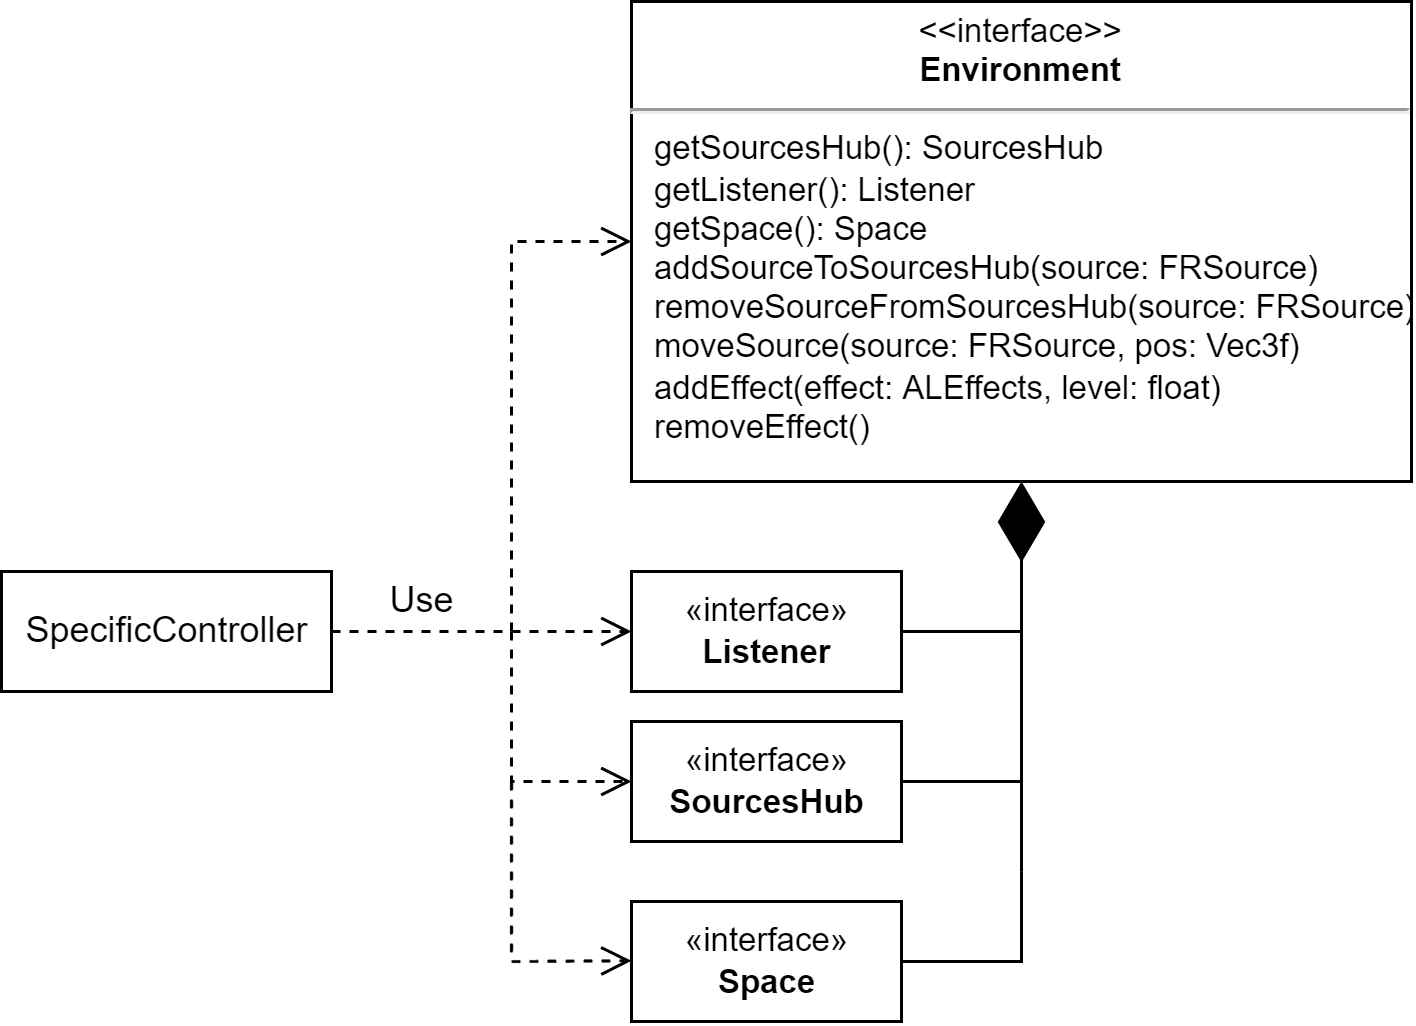 <<interface>>
Environment
getSourcesHub(): SourcesHub
getListener(): Listener
getSpace(): Space
addSourceToSourcesHub(source: FRSource)
removeSourceFromSourcesHub(source: FRSource)
moveSource(source: FRSource, pos: Vec3f)
addEffect(effect: ALEffects, level: float)
removeEffect()
SpecificController
Use
«interface»
Listener
«interface»
SourcesHub
«interface»
Space